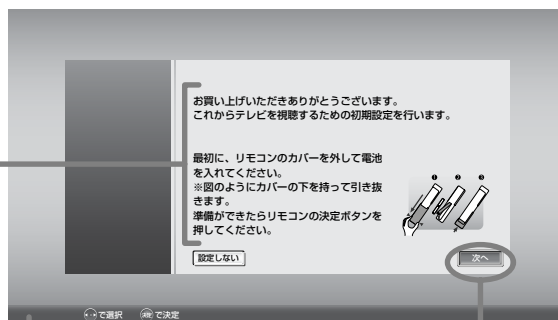 お買い上げいただきありがとうございます。
これからテレビを視聴するための初期設定を行います。
最初に、リモコンのカバーを外して電池
を入れてください。
※図のようにカバーの下を持って引き抜
きます。
準備ができたらリモコンの決定ボタンを
押してください。
❶ ❷ ❸
設定しない
次へ
で選択 決定 で決定